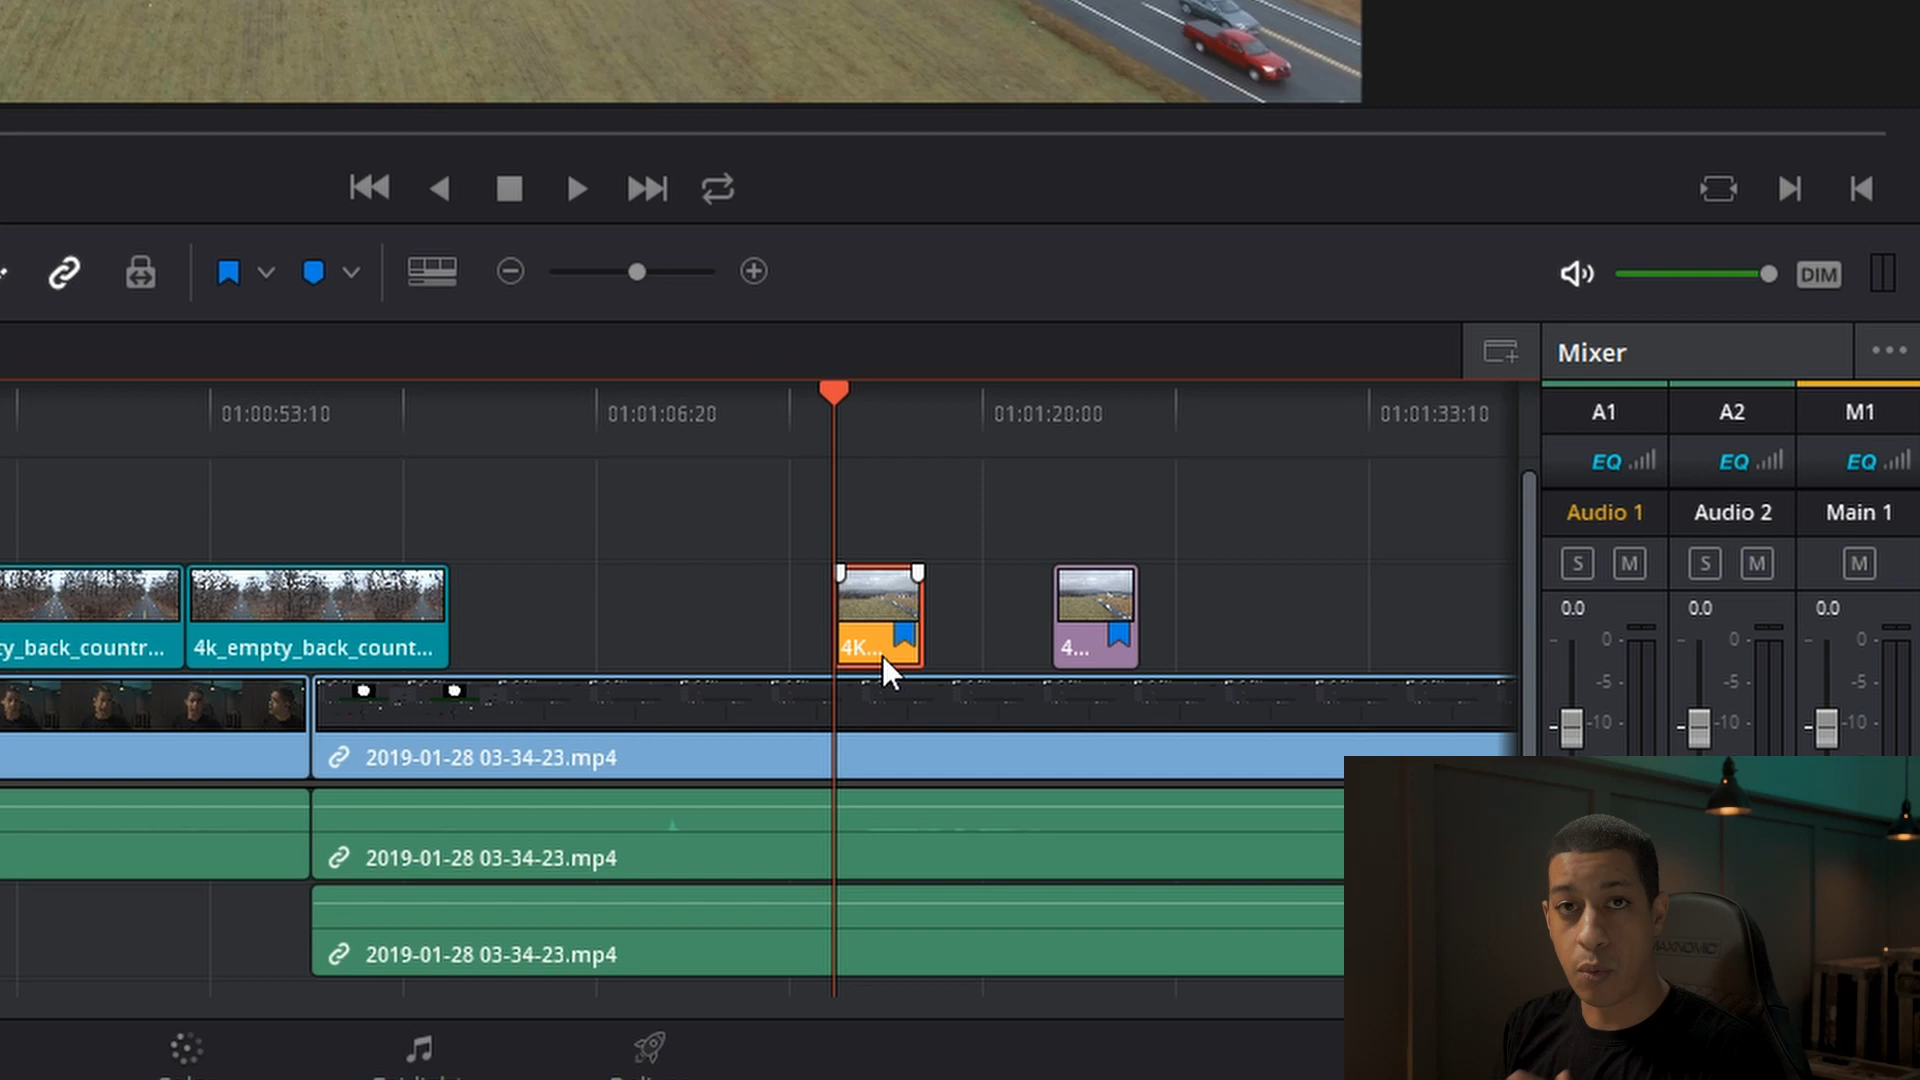 DIM
Mixer
01:00:53:10
01:01:06:20
01:01:20:00
01:01:33:10
A1
A2
M1
EQ
EQ
EQ
Audio 1
Audio 2
Main 1
S
M
S
M
M
0.0
0.0
0.0
0
-5
-10
0
-5
-10
0
-5
-10
ty_back_countr...
4k_empty_back_count...
4K...
4...
2019-01-28 03-34-23.mp4
2019-01-28 03-34-23.mp4
2019-01-28 03-34-23.mp4
MAXNOMIC